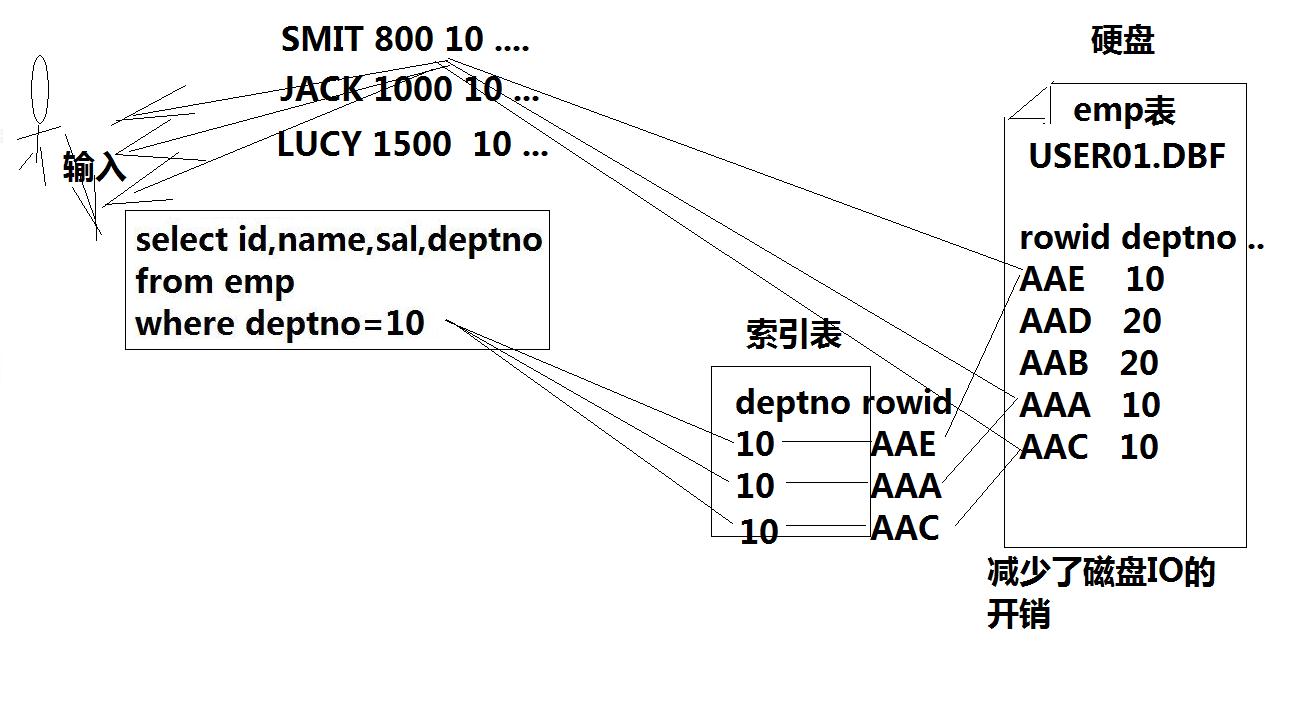 SMIT 800 10 ....
JACK 1000 10 ...
LUCY 1500 10 ...
输入
select id,name,sal,deptno
from emp
where deptno=10
索引表
deptno rowid
10 AAE
10 AAA
10 AAC
硬盘
emp表
USER01.DBF
rowid deptno ..
AAE 10
AAD 20
AAB 20
AAA 10
AAC 10
减少了磁盘IO的
开销